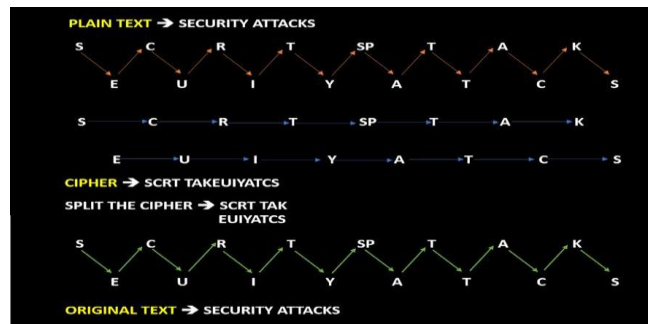 PLAIN TEXT → SECURITY ATTACKS
S C R T SP T A K
E U I Y A T C S
S C R T SP T A K
E U I Y A T C S
CIPHER → SCRT TAKEUIYATCS
SPLIT THE CIPHER → SCRT TAK
EUIYATCS
S C R T SP T A K
E U I Y A T C S
ORIGINAL TEXT → SECURITY ATTACKS